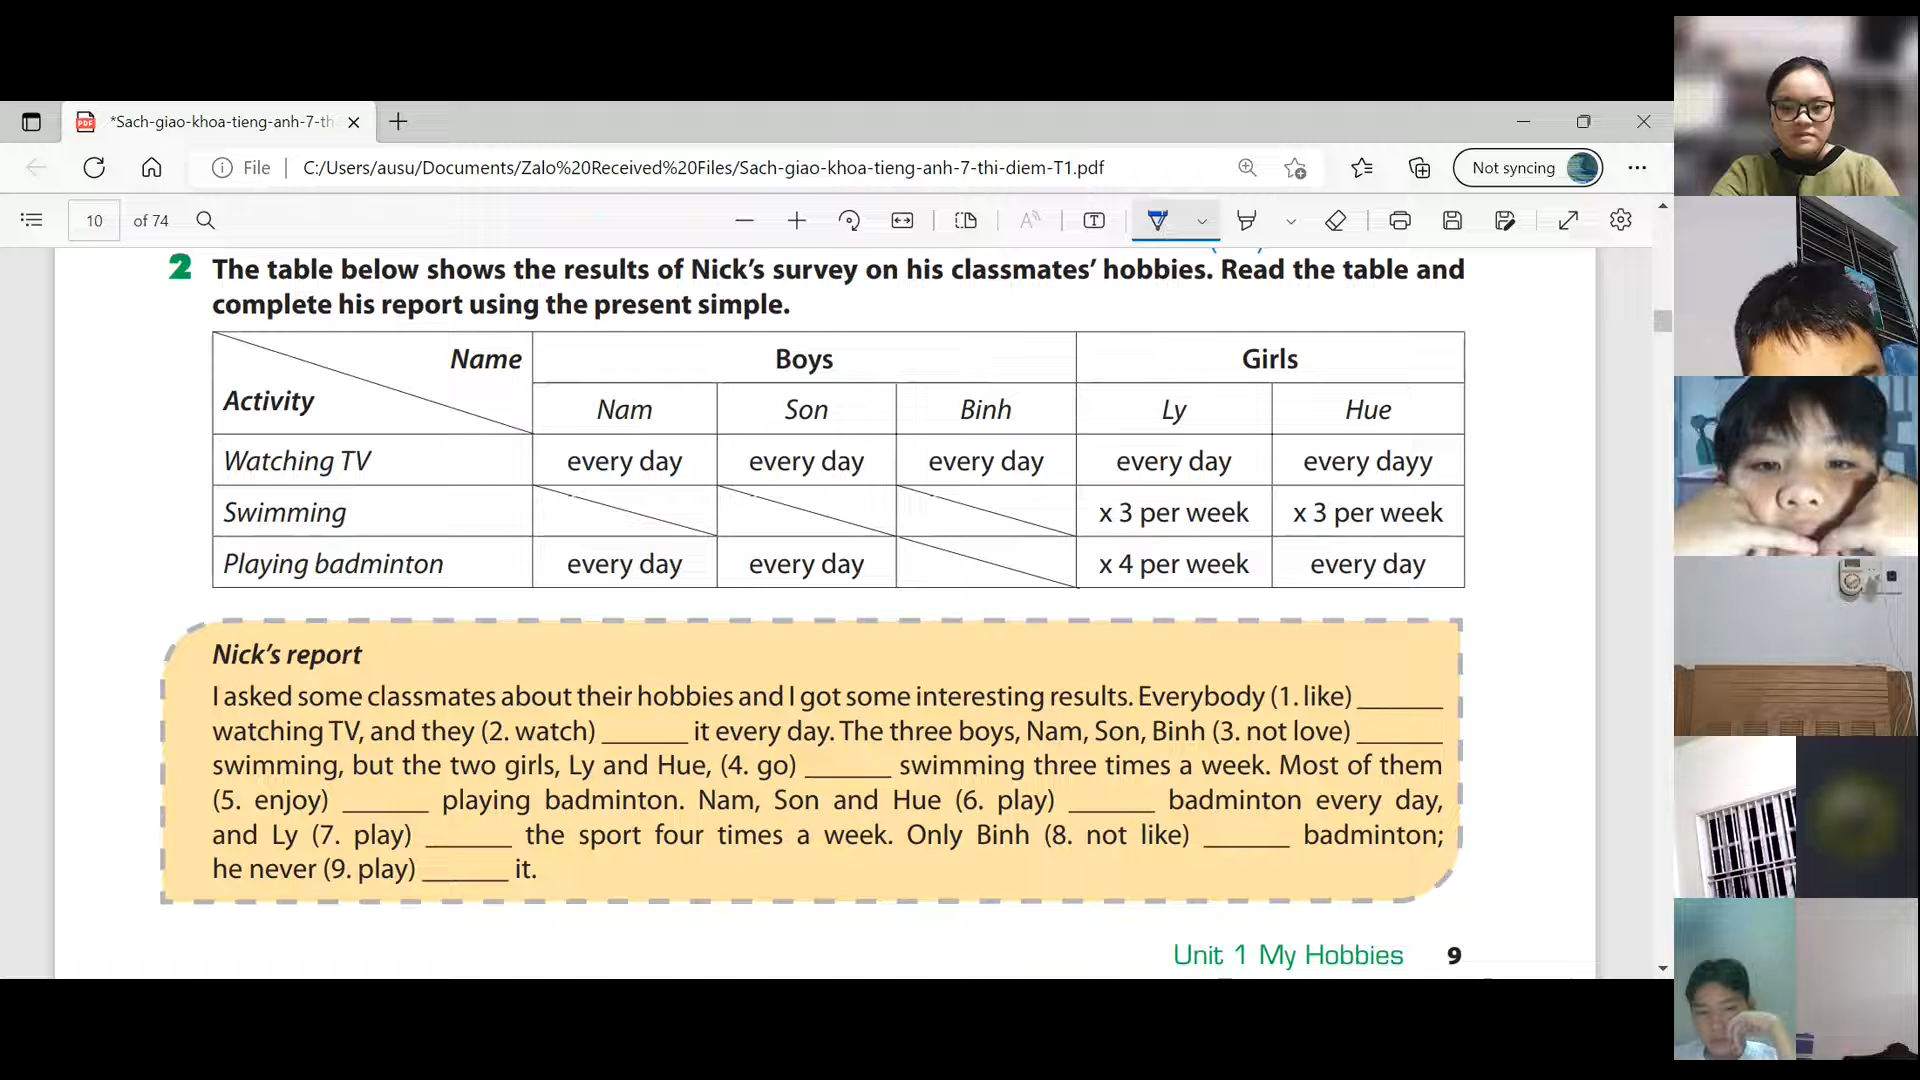 *Sach-giao-khoa-tieng-anh-7-th
File
C:/Users/ausu/Documents/Zalo%20Received%20Files/Sach-giao-khoa-tieng-anh-7-thi-diem-T1.pdf
Not syncing
10 of 74
2 The table below shows the results of Nick's survey on his classmates' hobbies. Read the table and
complete his report using the present simple.
Name Boys Girls
Activity
Nam Son Binh Ly Hue
Watching TV every day every day every day every day every dayy
Swimming x 3 per week x 3 per week
Playing badminton every day every day x 4 per week every day
Nick's report
I asked some classmates about their hobbies and I got some interesting results. Everybody (1. like) ______
watching TV, and they (2. watch) ______ it every day. The three boys, Nam, Son, Binh (3. not love) ______
swimming, but the two girls, Ly and Hue, (4. go) ______ swimming three times a week. Most of them
(5. enjoy) ______ playing badminton. Nam, Son and Hue (6. play) ______ badminton every day,
and Ly (7. play) ______ the sport four times a week. Only Binh (8. not like) ______ badminton;
he never (9. play) ______ it.
Unit 1 My Hobbies 9